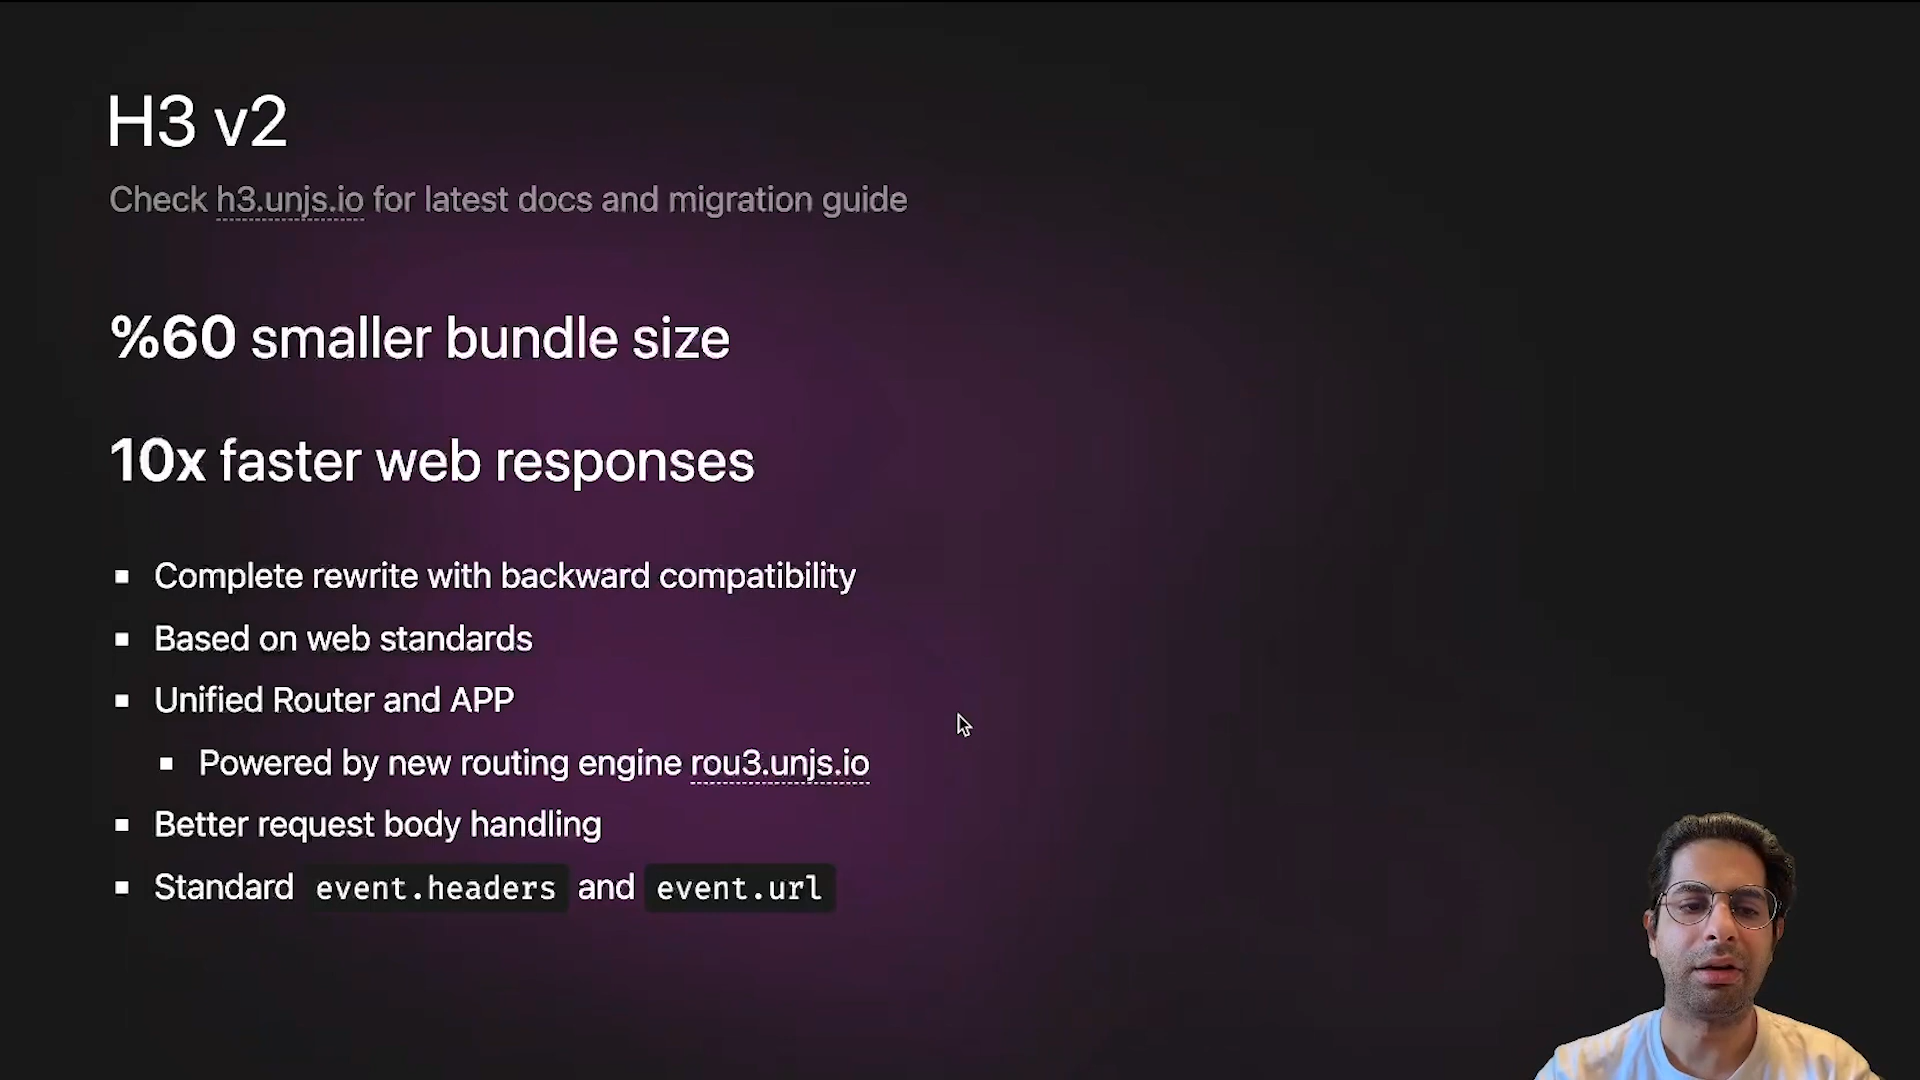 H3 v2
Check h3.unjs.io for latest docs and migration guide
%60 smaller bundle size
10x faster web responses
Complete rewrite with backward compatibility
Based on web standards
Unified Router and APP
Powered by new routing engine rou3.unjs.io
Better request body handling
Standard event.headers and event.url